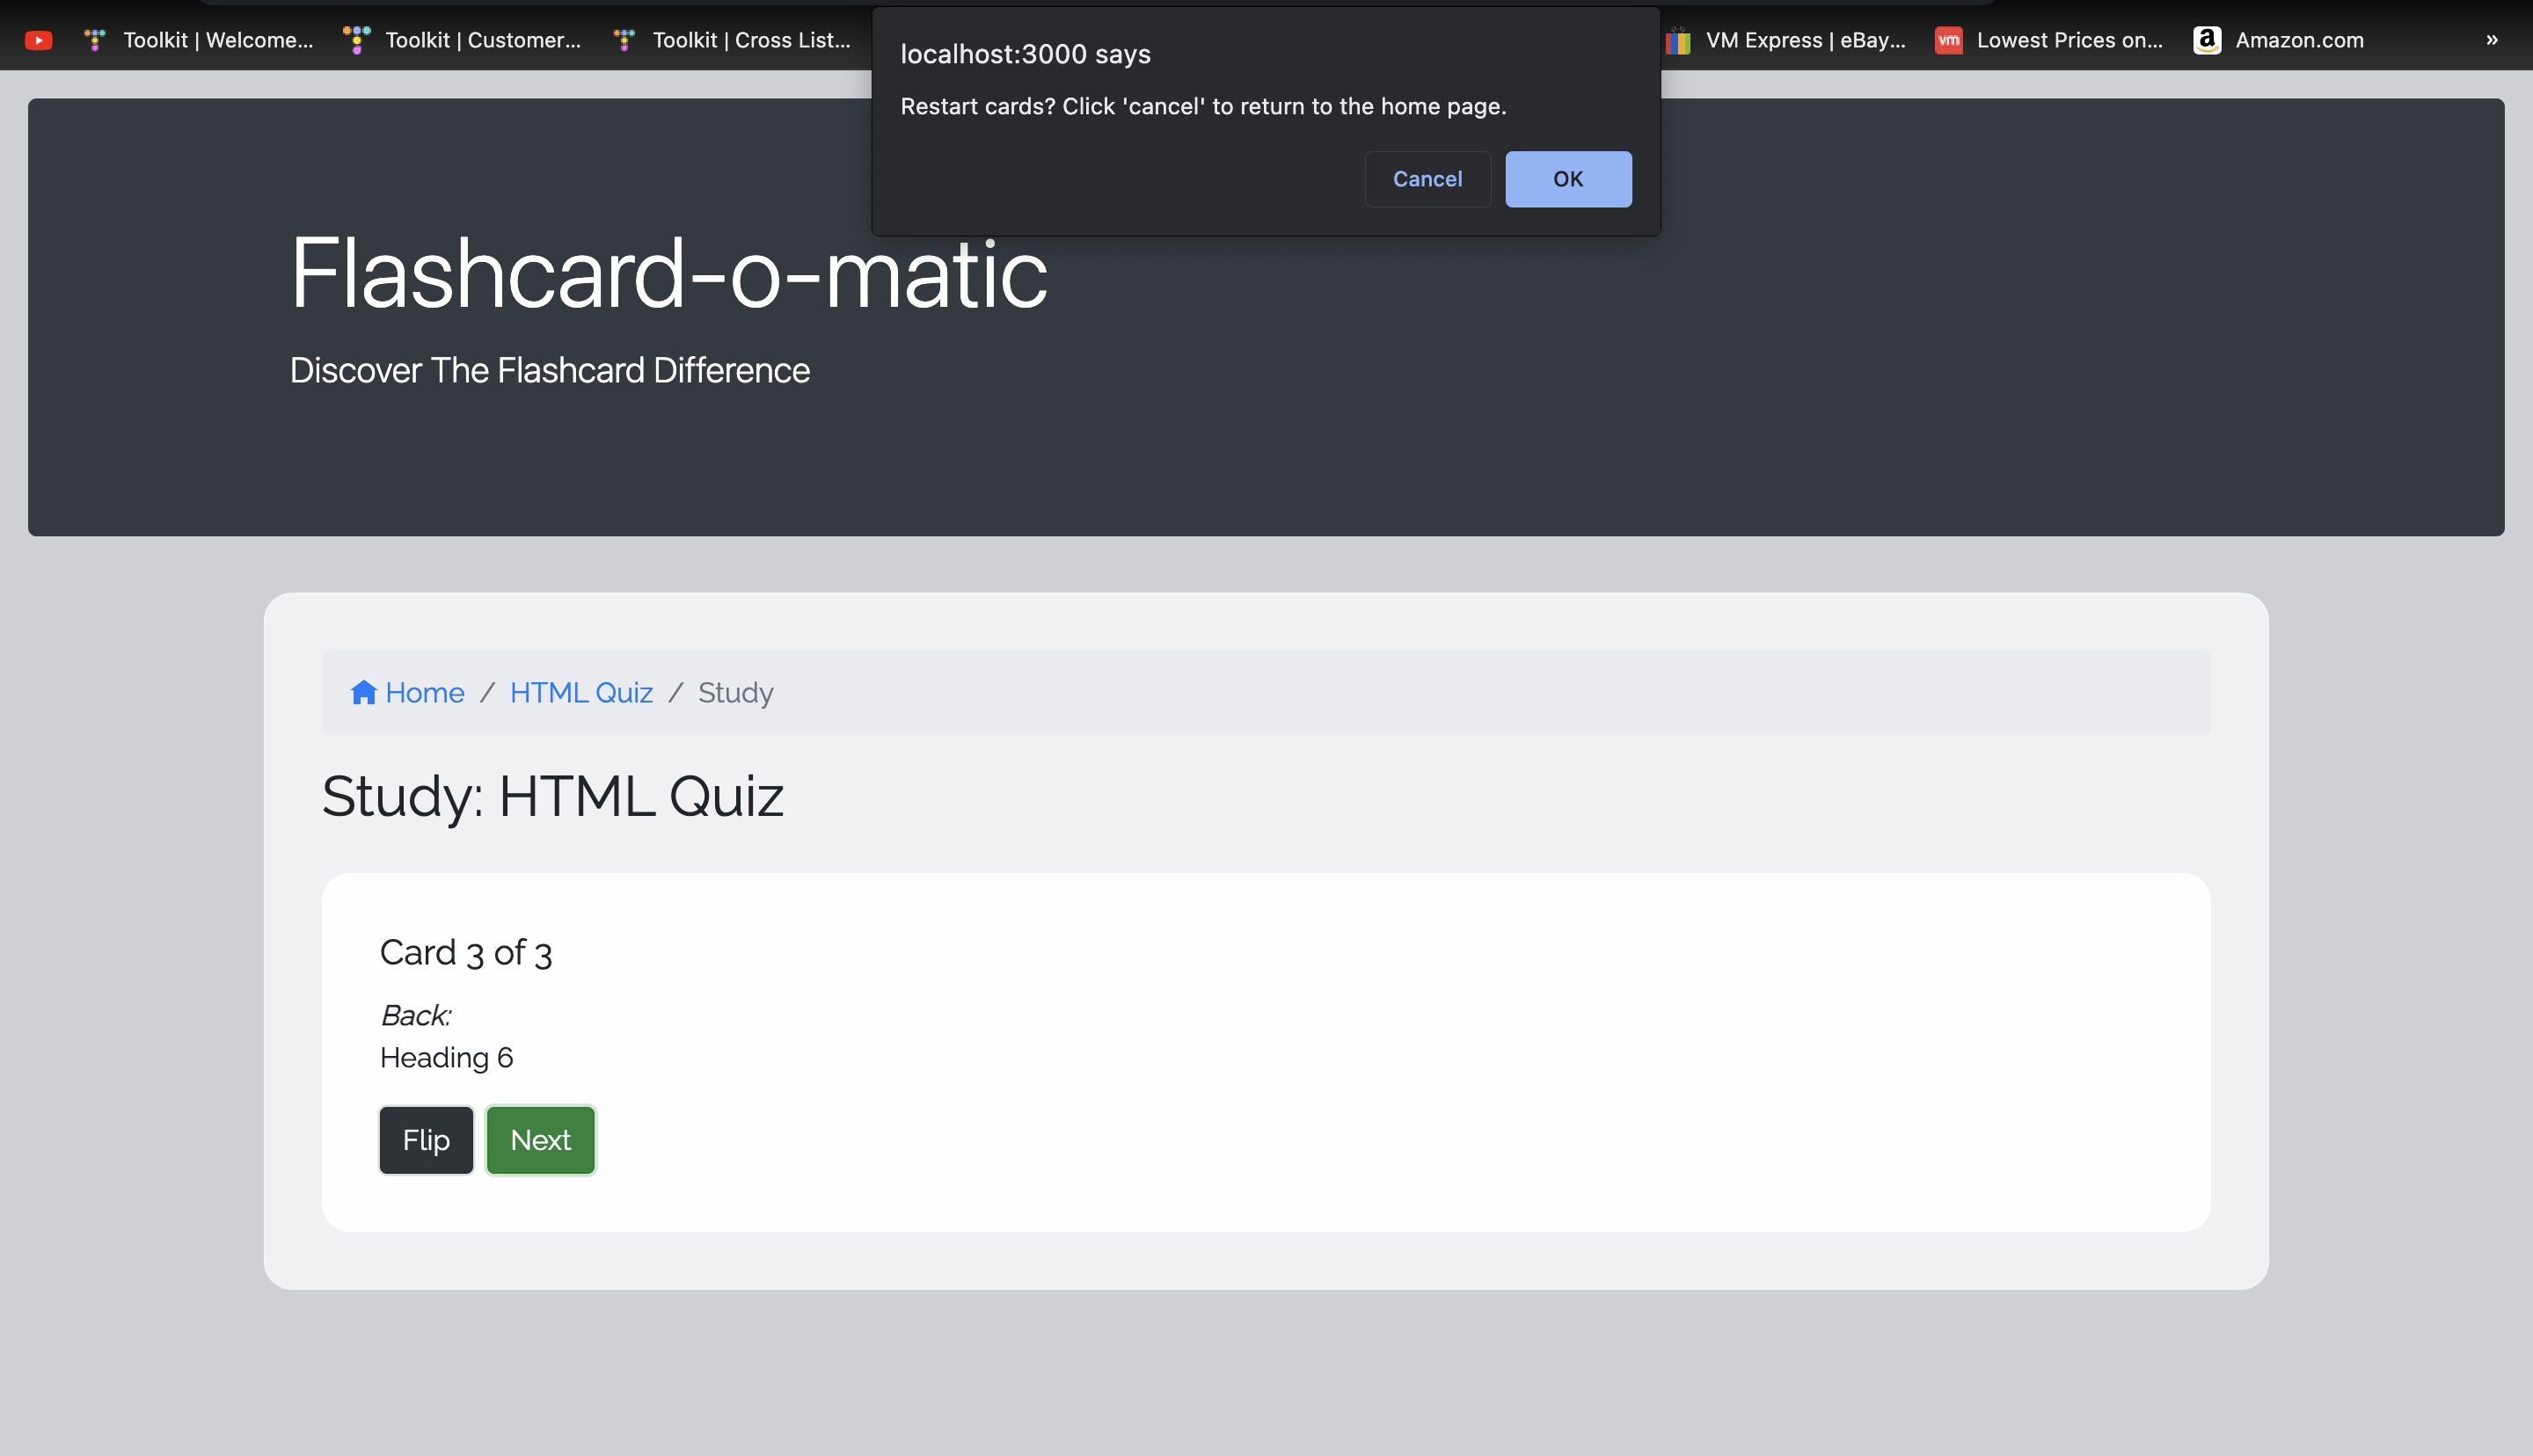 Toolkit | Welcome...
Toolkit | Customer...
Toolkit | Cross List...
VM Express | eBay...
vm
Lowest Prices on...
a
Amazon.com
»
localhost:3000 says
Restart cards? Click 'cancel' to return to the home page.
Cancel
OK
Flashcard-o-matic
Discover The Flashcard Difference
Home / HTML Quiz / Study
Study: HTML Quiz
Card 3 of 3
Back:
Heading 6
Flip
Next